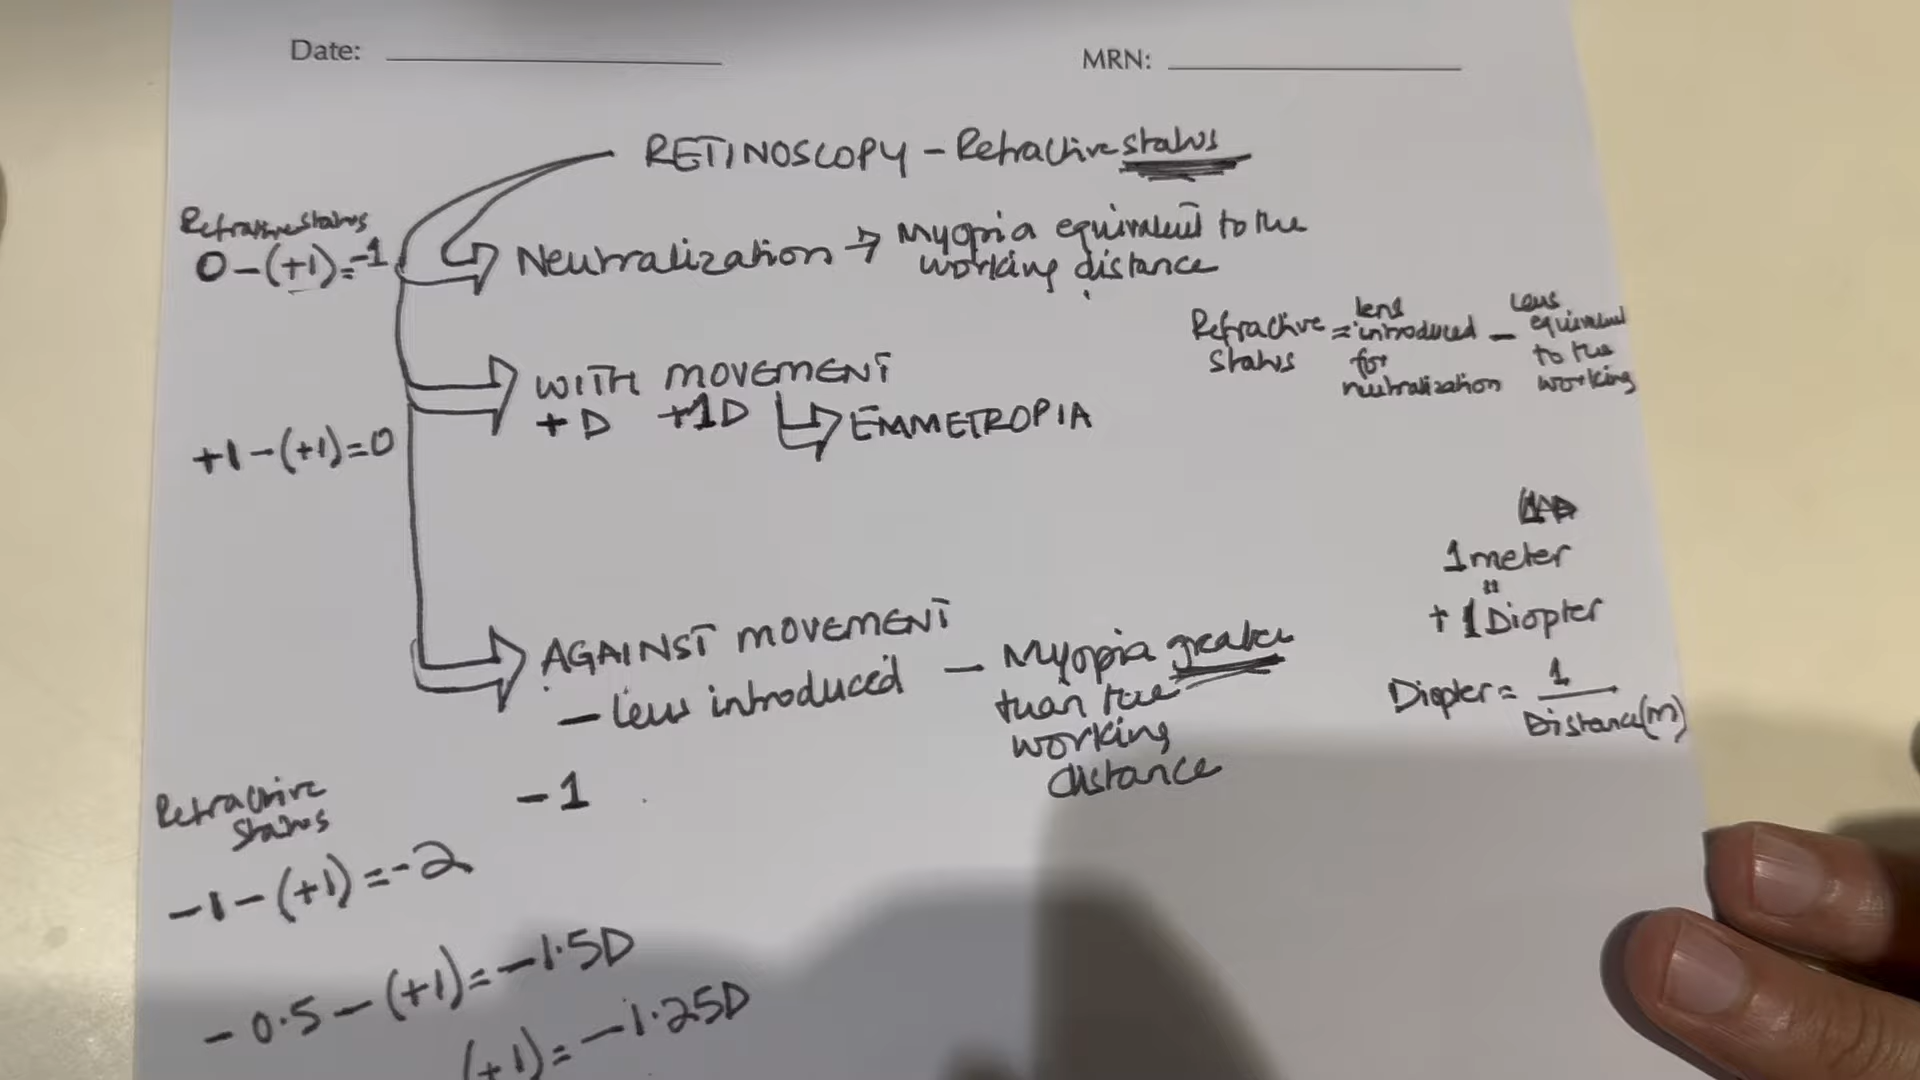 Date:
MRN:
RETINOSCOPY - Refractive status
Refractive status
0-(+1)=-1
Neutralization → Myopia equivalent to the
working distance
Refractive status = lens introduced for neutralization - Lens equivalent to the working
WITH MOVEMENT
+D +1D EMMETROPIA
+1-(+1)=0
1 meter
"
+ 1 Diopter
Diopter = 1
Distance(m)
AGAINST MOVEMENT
- lens introduced - Myopia greater
than the
working
distance
-1
Refractive
status
-1-(+1)=-2
-0.5-(+1)=-1.5D
(+1)=-1.25D